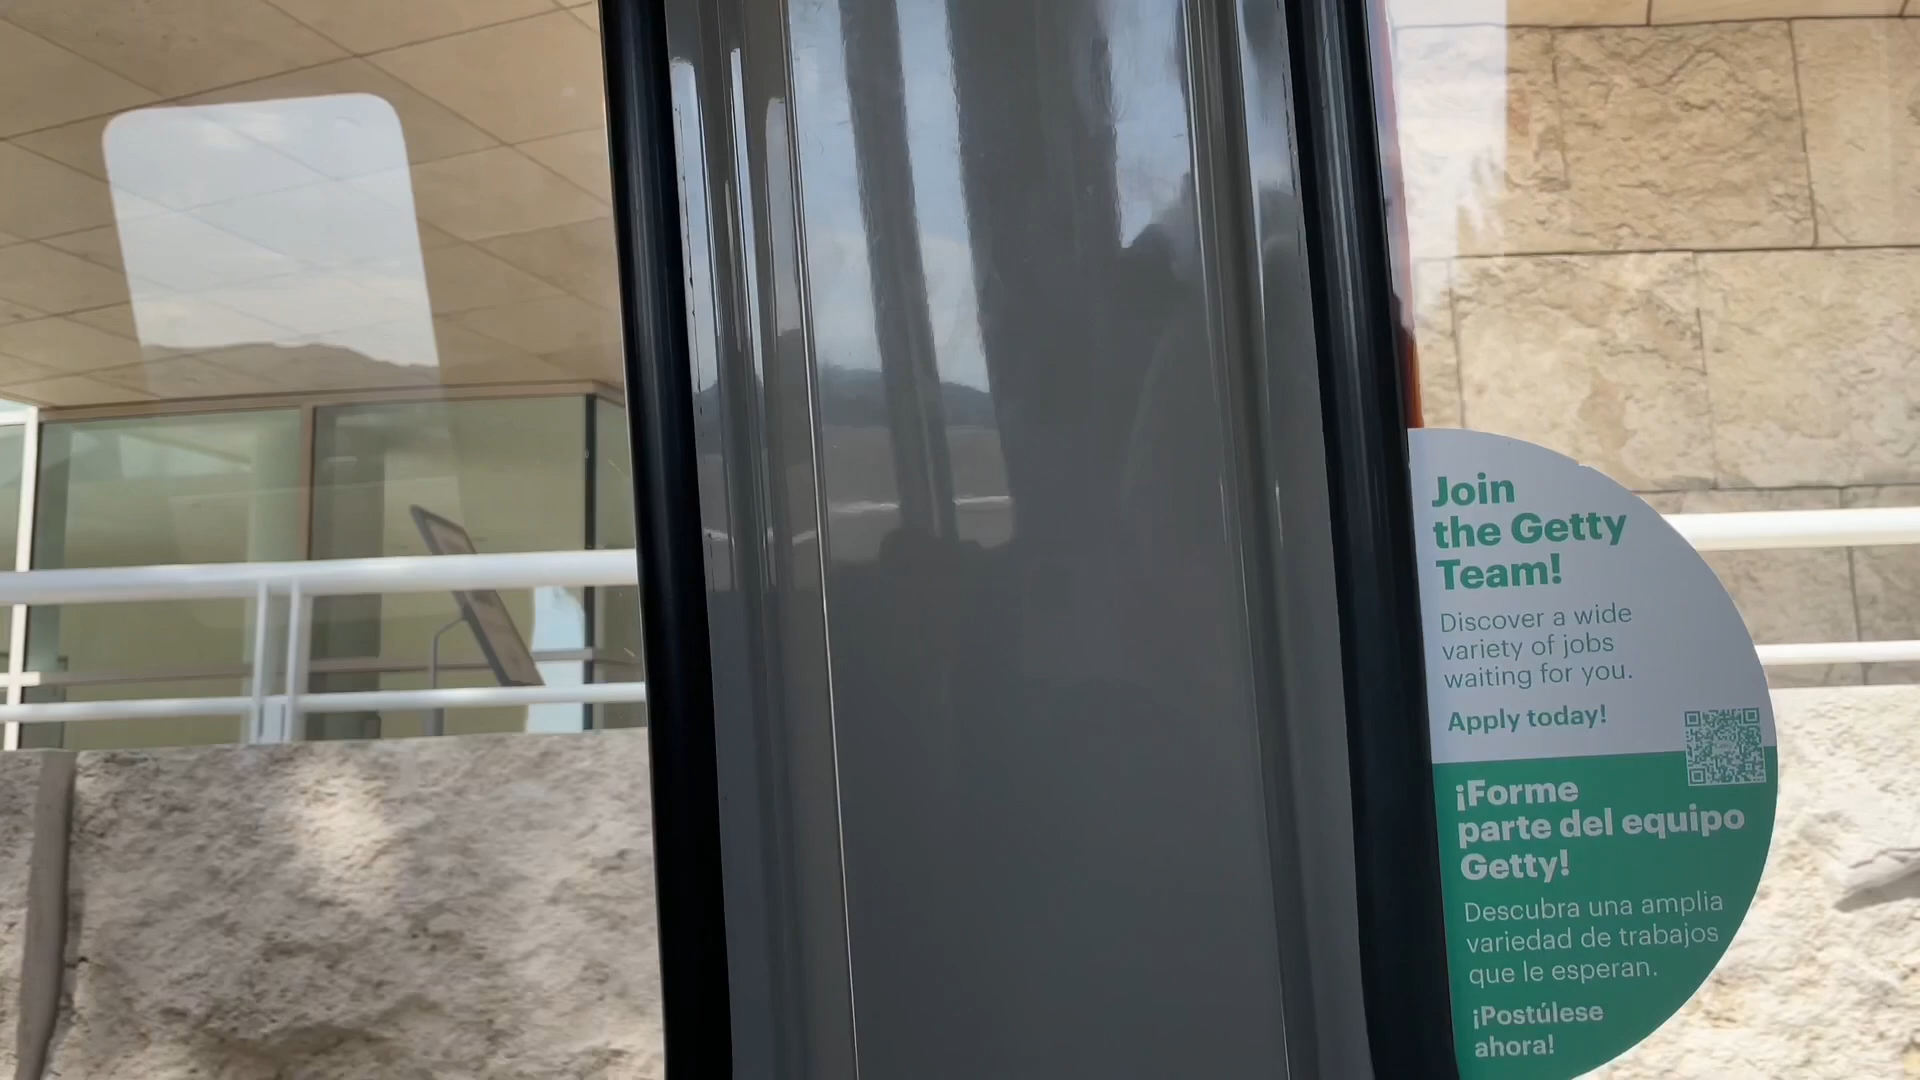 Join
the Getty
Team!
Discover a wide
variety of jobs
waiting for you.
Apply today!
¡Forme
parte del equipo
Getty!
Descubra una amplia
variedad de trabajos
que le esperan.
¡Postúlese
ahora!